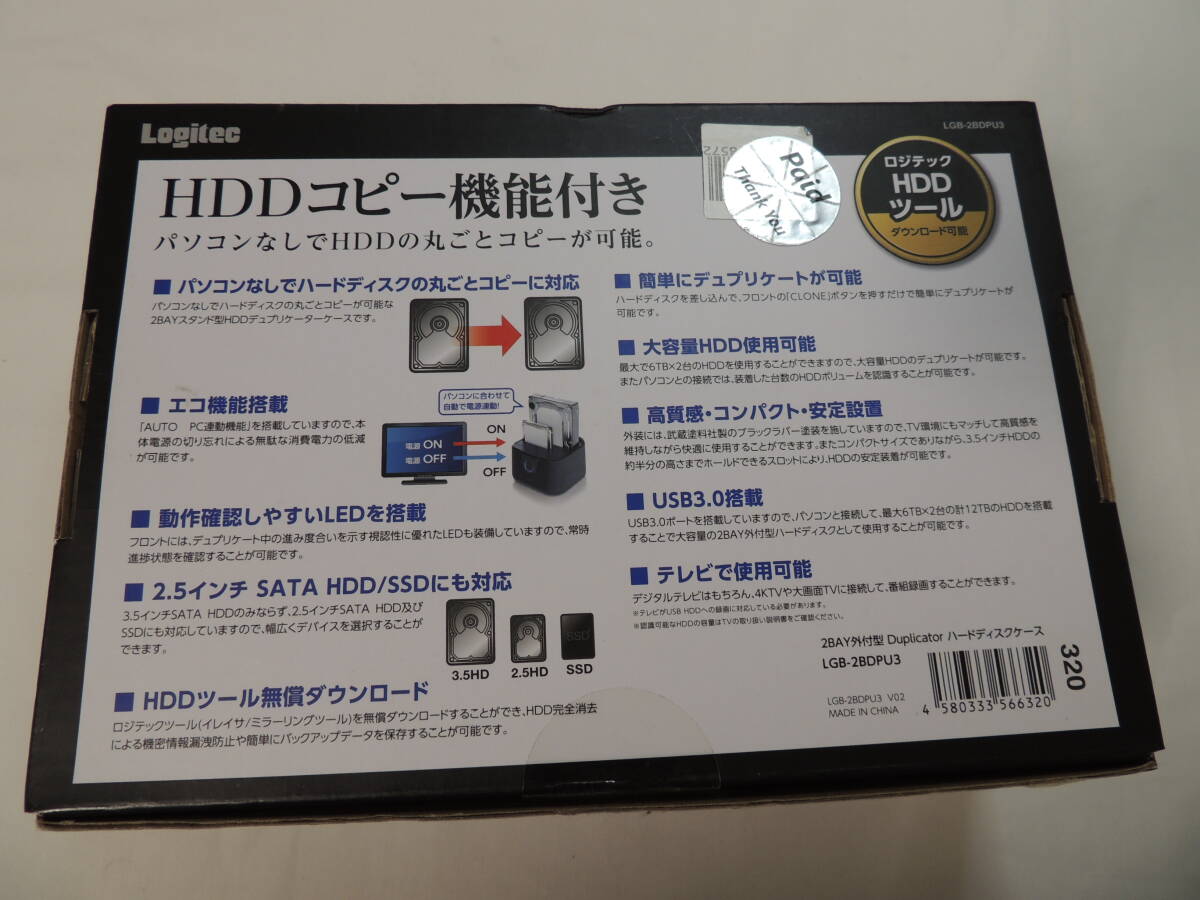 Logitec
LGB-2BDPU3
Paid
Thank You
ロジテック
HDD
ツール
ダウンロード可能
HDDコピー機能付き
パソコンなしでHDDの丸ごとコピーが可能。
■ パソコンなしでハードディスクの丸ごとコピーに対応
パソコンなしでハードディスクの丸ごとコピーが可能な
2BAYスタンド型HDDデュプリケーターケースです。
■ エコ機能搭載
「AUTO PC連動機能」を搭載していますので、本
体電源の切り忘れによる無駄な消費電力の低減
が可能です。
パソコンに合わせて
自動で電源連動!
電源 ON
電源 OFF
ON
OFF
■ 動作確認しやすいLEDを搭載
フロントには、デュプリケート中の進み度合いを示す視認性に優れたLEDも装備していますので、常時
進捗状態を確認することが可能です。
■ 2.5インチ SATA HDD/SSDにも対応
3.5インチSATA HDDのみならず、2.5インチSATA HDD及び
SSDにも対応していますので、幅広くデバイスを選択することが
できます。
SSD
3.5HD 2.5HD SSD
■ HDDツール無償ダウンロード
ロジテックツール(イレイサ/ミラーリングツール)を無償ダウンロードすることができ、HDD完全消去
による機密情報漏洩防止や簡単にバックアップデータを保存することが可能です。
■ 簡単にデュプリケートが可能
ハードディスクを差し込んで、フロントの「CLONE」ボタンを押すだけで簡単にデュプリケートが
可能です。
■ 大容量HDD使用可能
最大で6TB×2台のHDDを使用することができますので、大容量HDDのデュプリケートが可能です。
またパソコンとの接続では、装着した台数のHDDボリュームを認識することが可能です。
■ 高質感・コンパクト・安定設置
外装には、武蔵塗料社製のブラックラバー塗装を施していますので、TV環境にもマッチして高質感を
維持しながら快適に使用することができます。またコンパクトサイズでありながら、3.5インチHDDの
約半分の高さまでホールドできるスロットにより、HDDの安定装着が可能です。
■ USB3.0搭載
USB3.0ポートを搭載していますので、パソコンと接続して、最大6TB×2台の計12TBのHDDを搭載
することで大容量の2BAY外付型ハードディスクとして使用することが可能です。
■ テレビで使用可能
デジタルテレビはもちろん、4KTVや大画面TVに接続して、番組録画することができます。
※テレビがUSB HDDへの録画に対応している必要があります。
※認識可能なHDDの容量はTVの取り扱い説明書をご確認ください。
2BAY外付型 Duplicator ハードディスクケース
LGB-2BDPU3
LGB-2BDPU3 V02
MADE IN CHINA
4 580333 566320
320